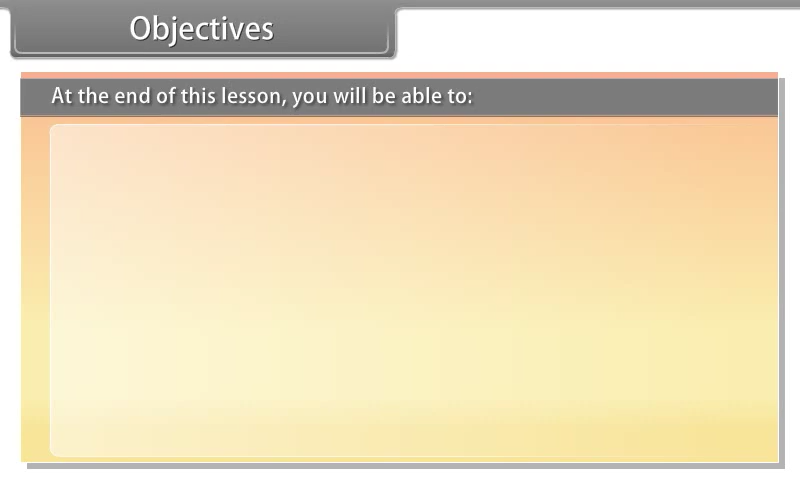 Objectives
At the end of this lesson, you will be able to: